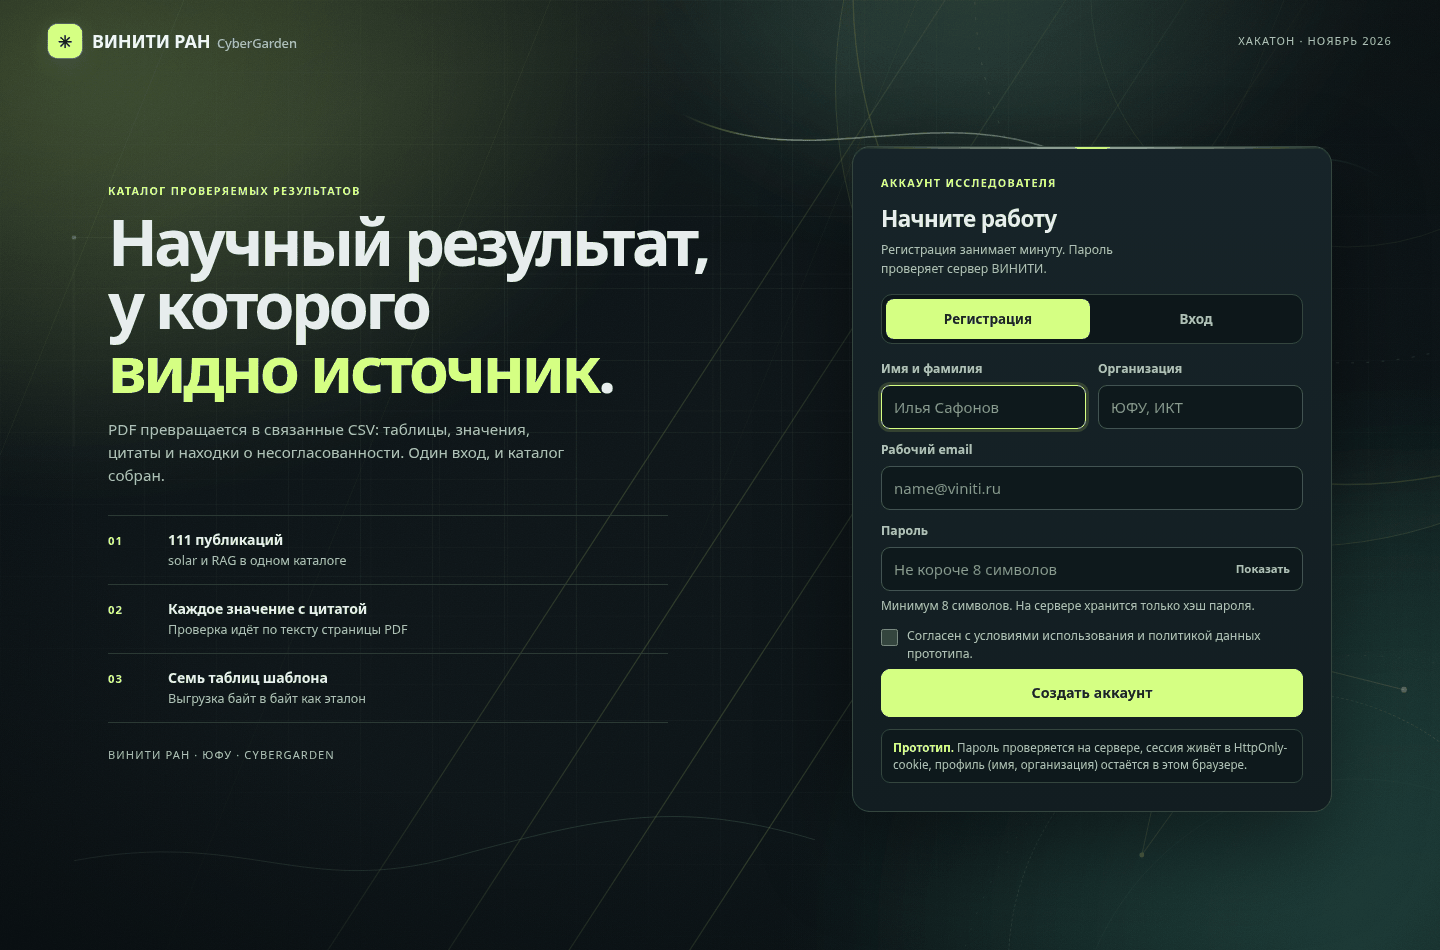 ВИНИТИ РАН CyberGarden
ХАКАТОН · НОЯБРЬ 2026
КАТАЛОГ ПРОВЕРЯЕМЫХ РЕЗУЛЬТАТОВ
Научный результат,
у которого
видно источник.
PDF превращается в связанные CSV: таблицы, значения,
цитаты и находки о несогласованности. Один вход, и каталог
собран.
01 111 публикаций
solar и RAG в одном каталоге
02 Каждое значение с цитатой
Проверка идёт по тексту страницы PDF
03 Семь таблиц шаблона
Выгрузка байт в байт как эталон
ВИНИТИ РАН · ЮФУ · CYBERGARDEN
АККАУНТ ИССЛЕДОВАТЕЛЯ
Начните работу
Регистрация занимает минуту. Пароль
проверяет сервер ВИНИТИ.
Регистрация Вход
Имя и фамилия Организация
Илья Сафонов ЮФУ, ИКТ
Рабочий email
name@viniti.ru
Пароль
Не короче 8 символов Показать
Минимум 8 символов. На сервере хранится только хэш пароля.
Согласен с условиями использования и политикой данных
прототипа.
Создать аккаунт
Прототип. Пароль проверяется на сервере, сессия живёт в HttpOnly-
cookie, профиль (имя, организация) остаётся в этом браузере.